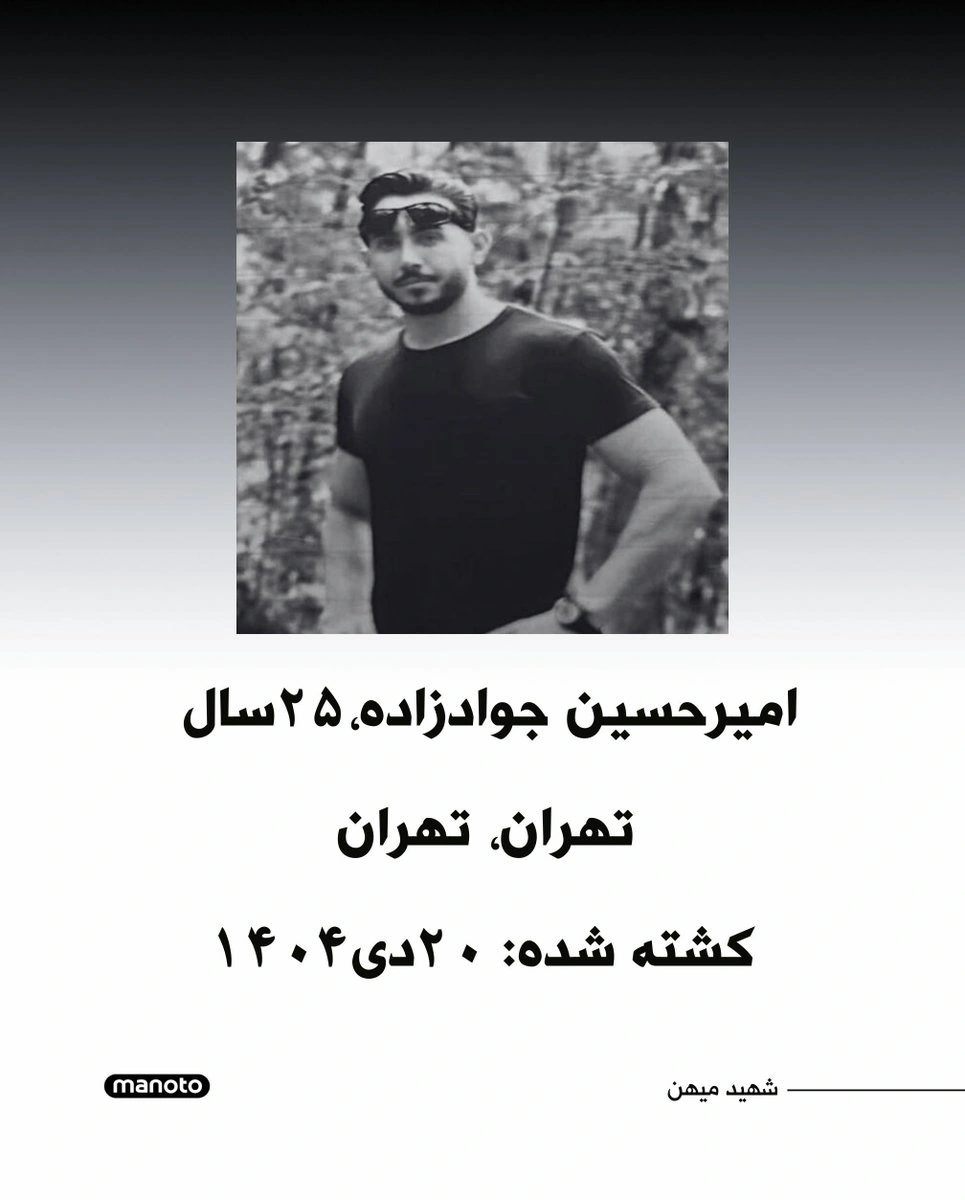 امیرحسین جوادزاده، ۲۵سال
تهران، تهران
کشته شده: ۲۰دی۱۴۰۴
شهید میهن
manoto